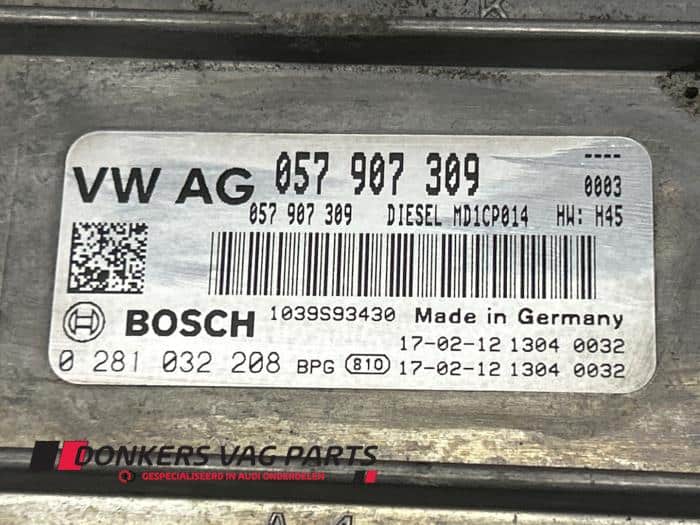 VW AG 057 907 309
----
0003
057 907 309 DIESEL MD1CP014 HW: H45
BOSCH 1039S93430 Made in Germany
17-02-12 1304 0032
0 281 032 208 BPG 810 17-02-12 1304 0032
DONKERS VAG PARTS
GESPECIALISEERD IN AUDI ONDERDELEN